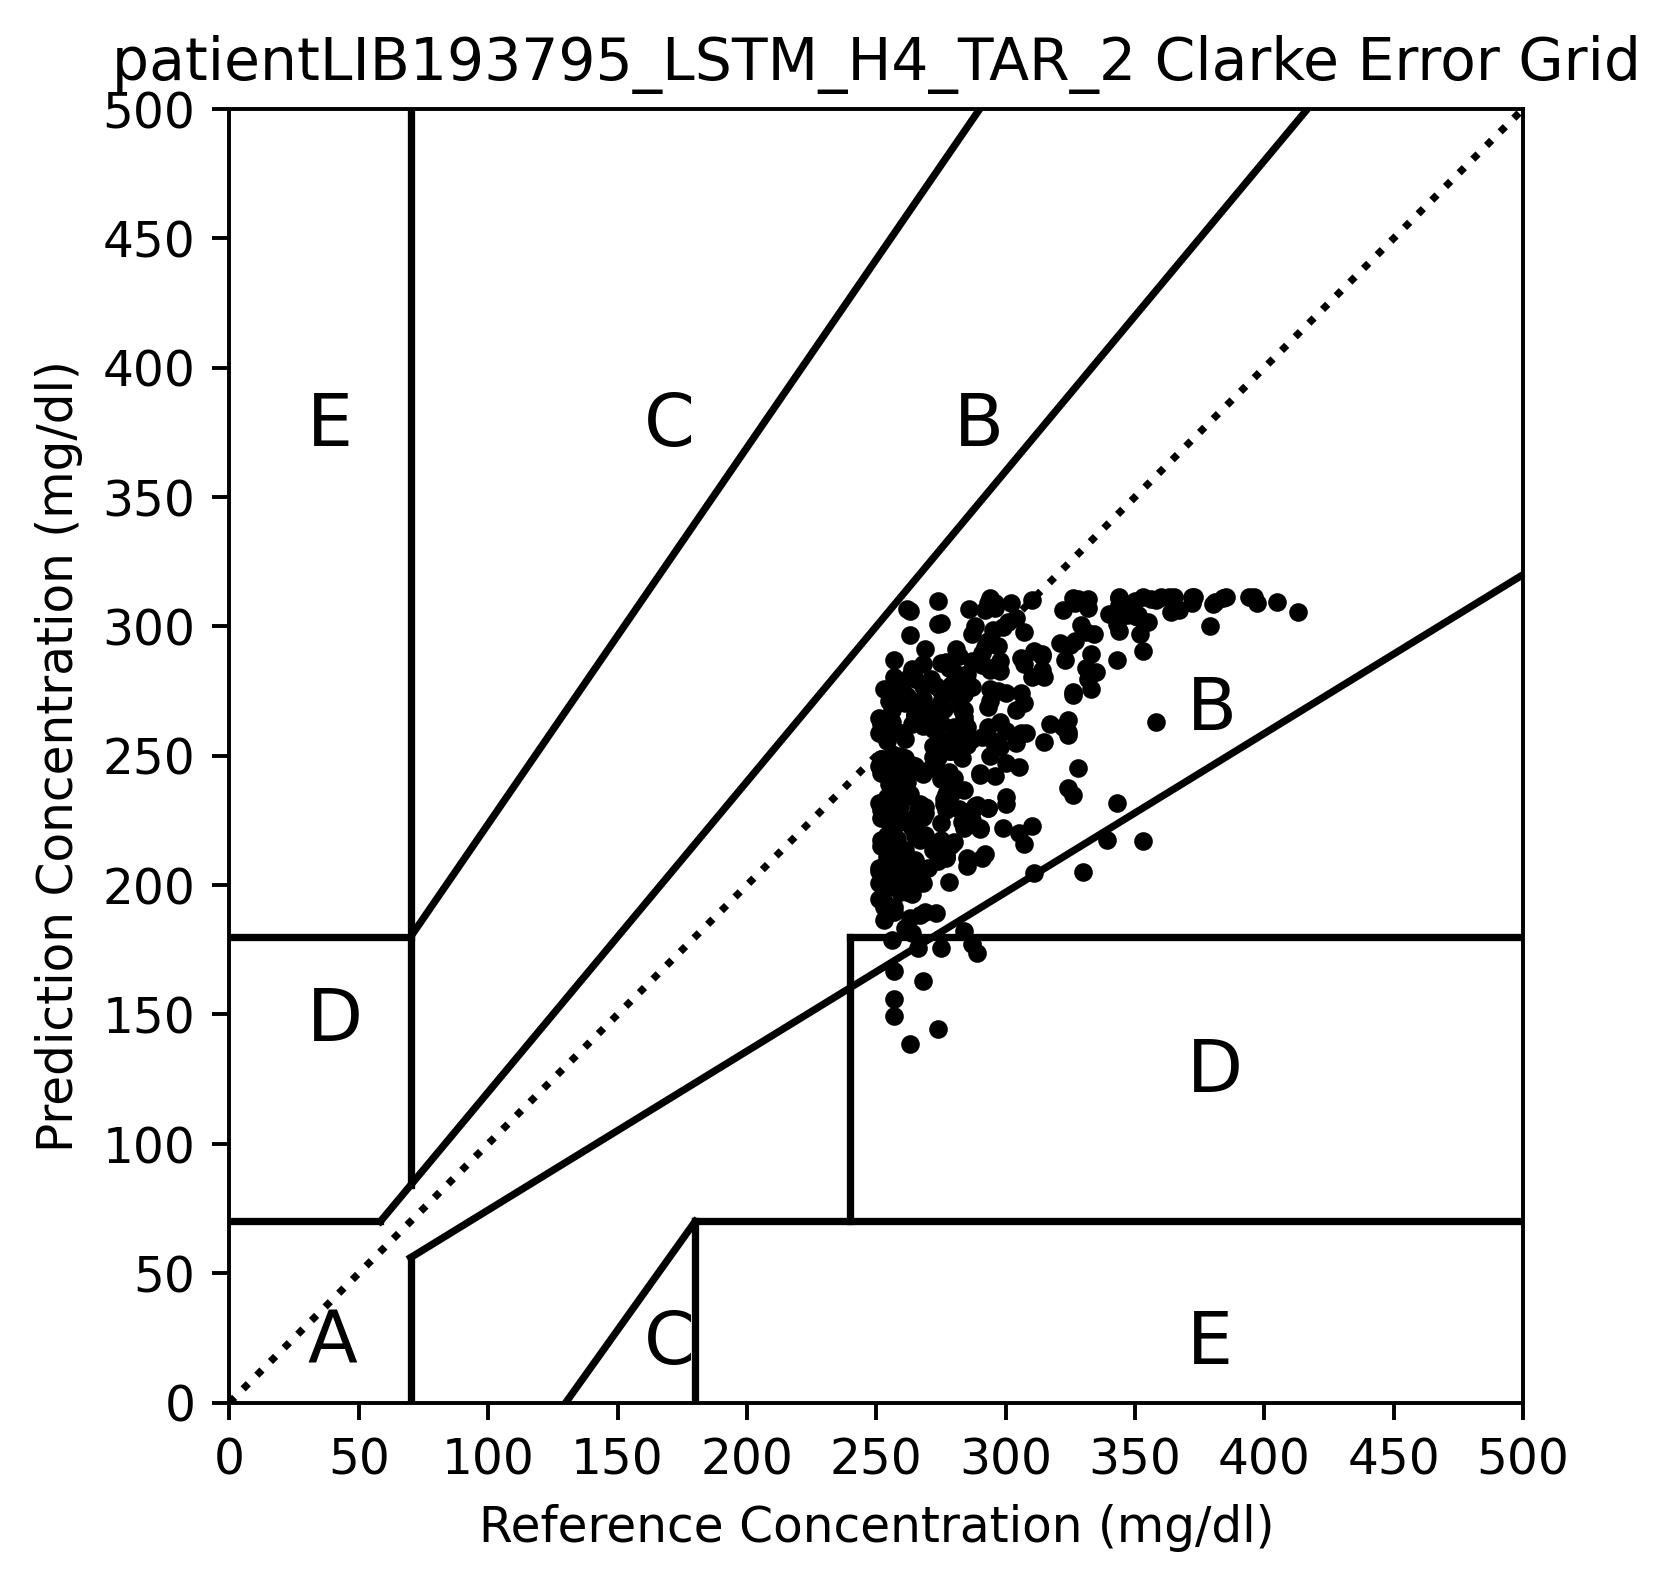 patientLIB193795_LSTM_H4_TAR_2 Clarke Error Grid
500
450
400
350
300
250
200
150
100
50
0
Prediction Concentration (mg/dl)
E
C
B
B
D
D
A
C
E
0 50 100 150 200 250 300 350 400 450 500
Reference Concentration (mg/dl)